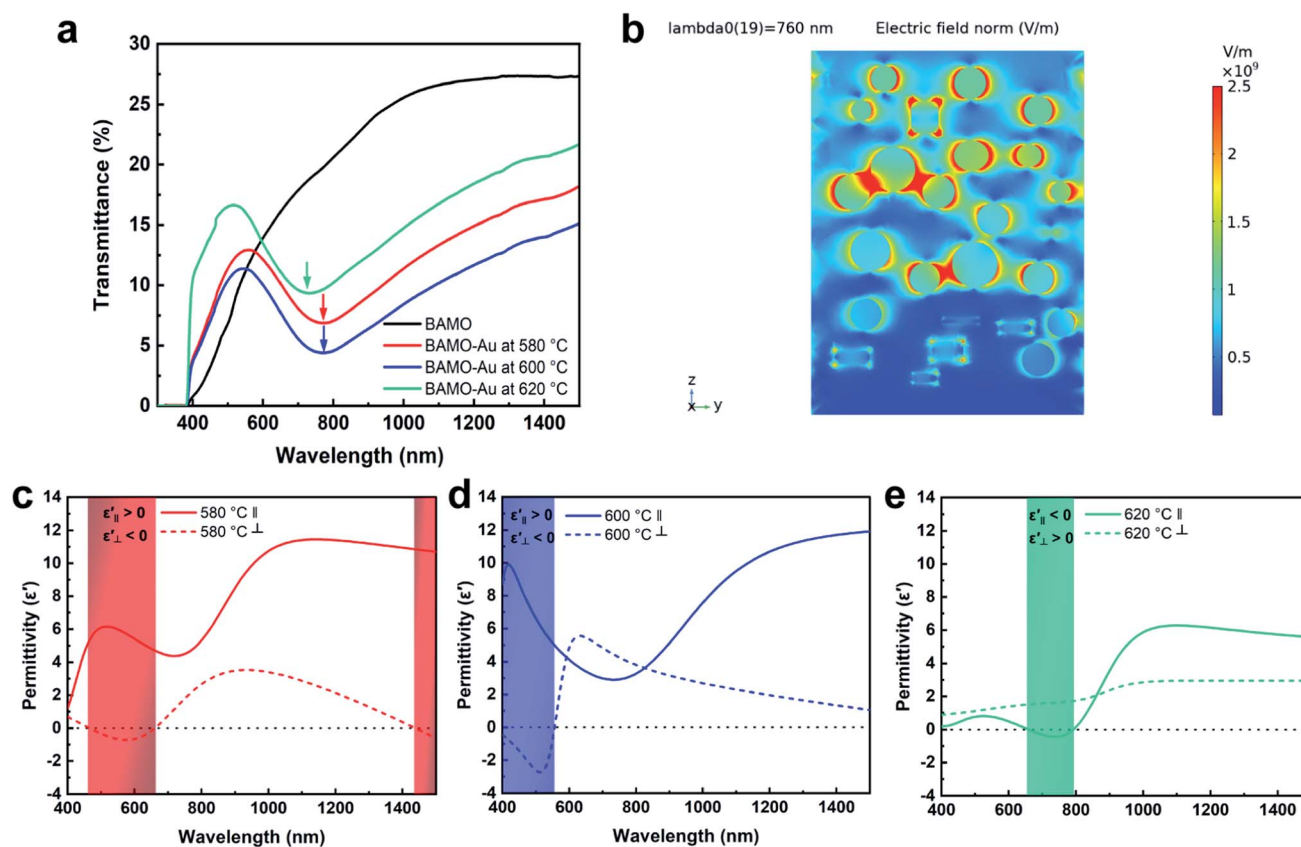 a
Transmittance (%)
30
25
20
15
10
5
0
BAMO
BAMO-Au at 580 °C
BAMO-Au at 600 °C
BAMO-Au at 620 °C
400 600 800 1000 1200 1400
Wavelength (nm)
b
lambda0(19)=760 nm Electric field norm (V/m)
V/m
×10⁹
2.5
2
1.5
1
0.5
z
x y
c
Permittivity (ε′)
14
12
10
8
6
4
2
0
-2
-4
ε′∥ > 0
ε′⊥ < 0
580 °C ∥
580 °C ⊥
400 600 800 1000 1200 1400
Wavelength (nm)
d
Permittivity (ε′)
14
12
10
8
6
4
2
0
-2
-4
ε′∥ > 0
ε′⊥ < 0
600 °C ∥
600 °C ⊥
400 600 800 1000 1200 1400
Wavelength (nm)
e
Permittivity (ε′)
14
12
10
8
6
4
2
0
-2
-4
ε′∥ < 0
ε′⊥ > 0
620 °C ∥
620 °C ⊥
400 600 800 1000 1200 1400
Wavelength (nm)